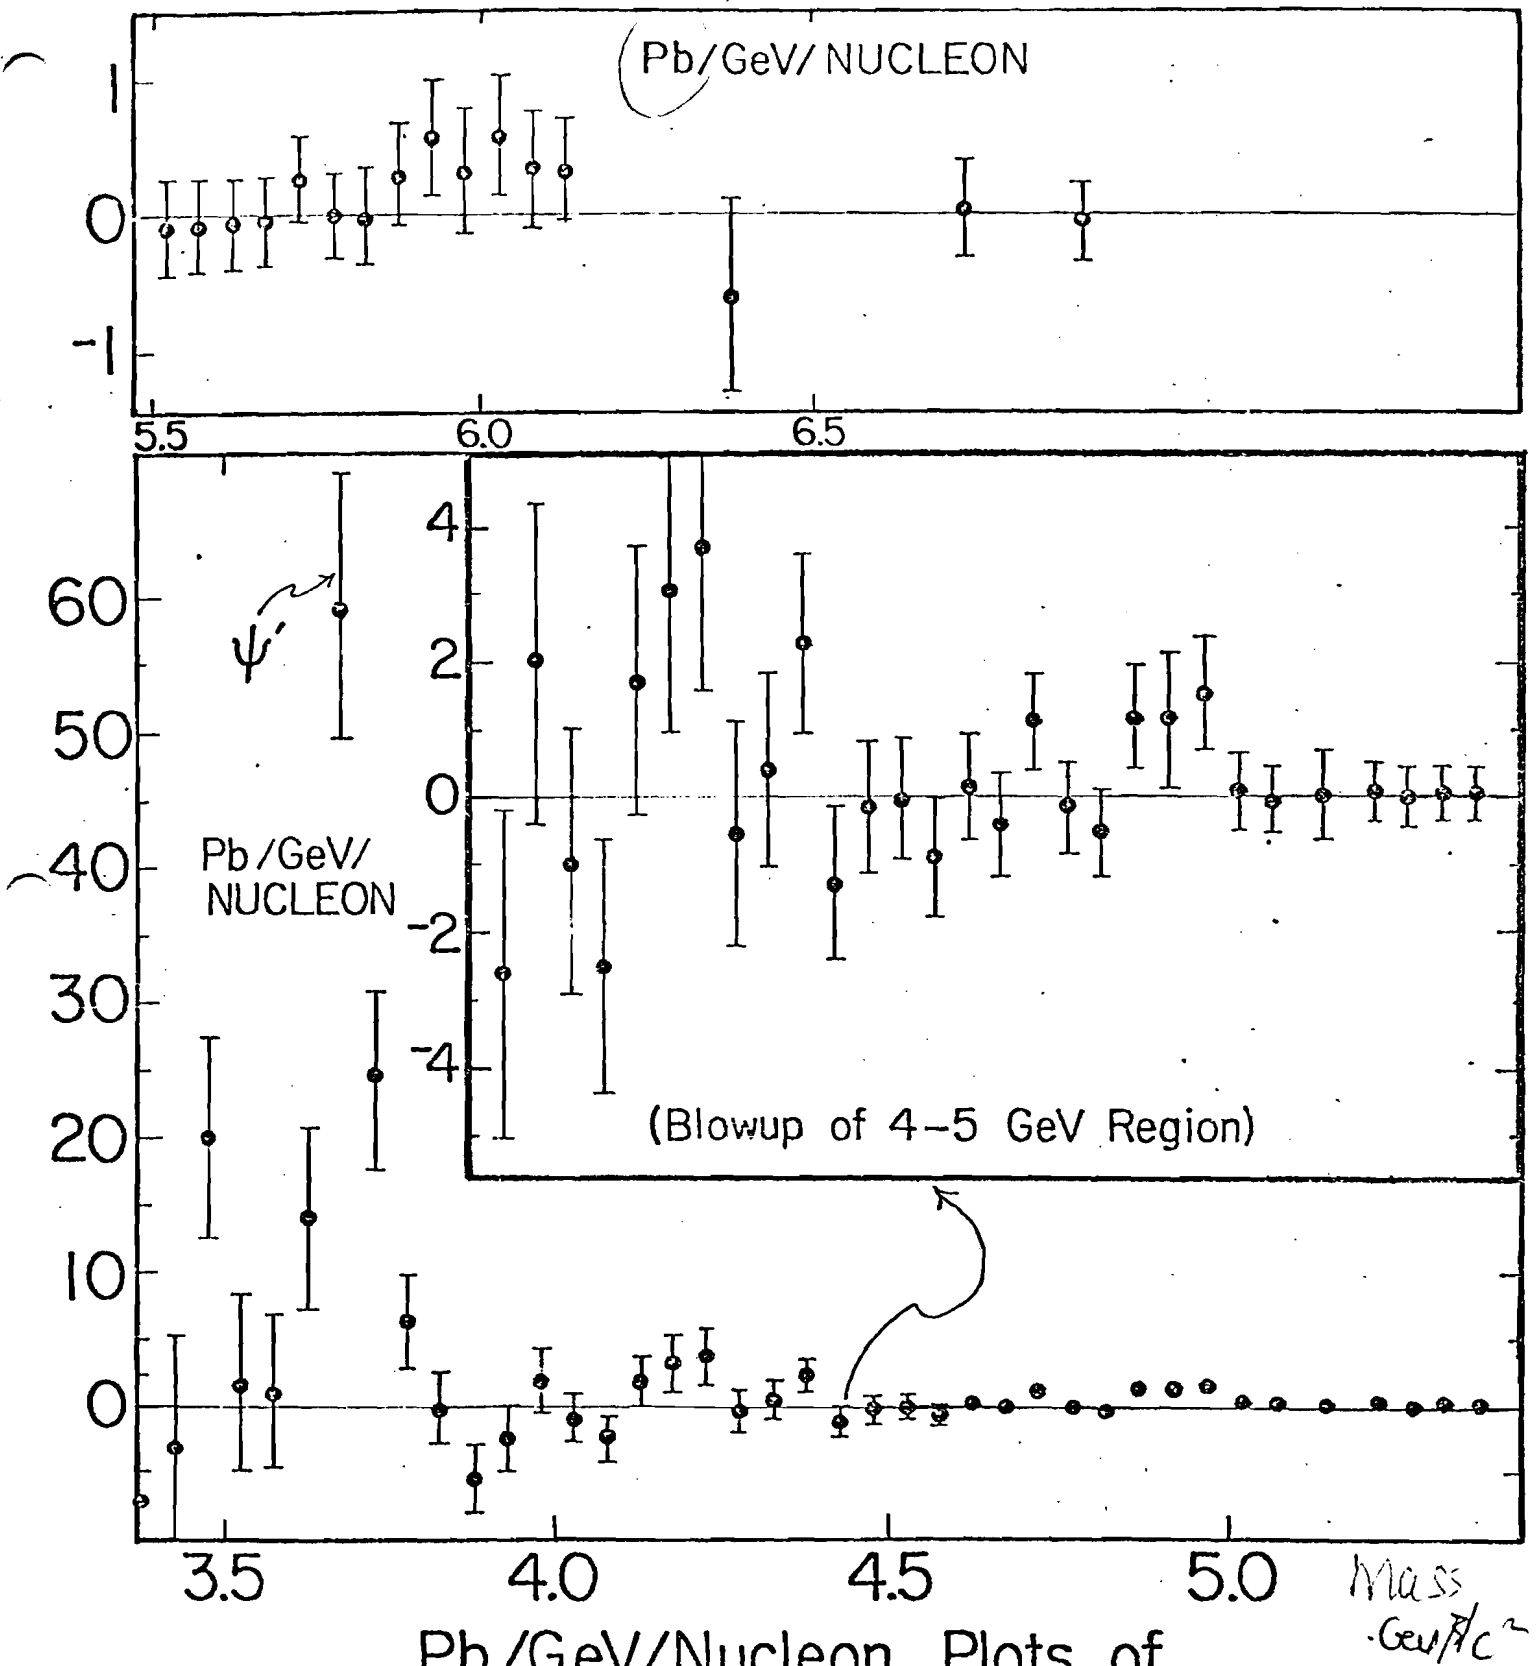 Pb/GeV/NUCLEON
1
0
-1
5.5 6.0 6.5
ψ'
60
50
40
30
20
10
0
Pb/GeV/
NUCLEON
4
2
0
-2
-4
(Blowup of 4-5 GeV Region)
3.5 4.0 4.5 5.0 Mass
Pb/GeV/Nucleon Plots of